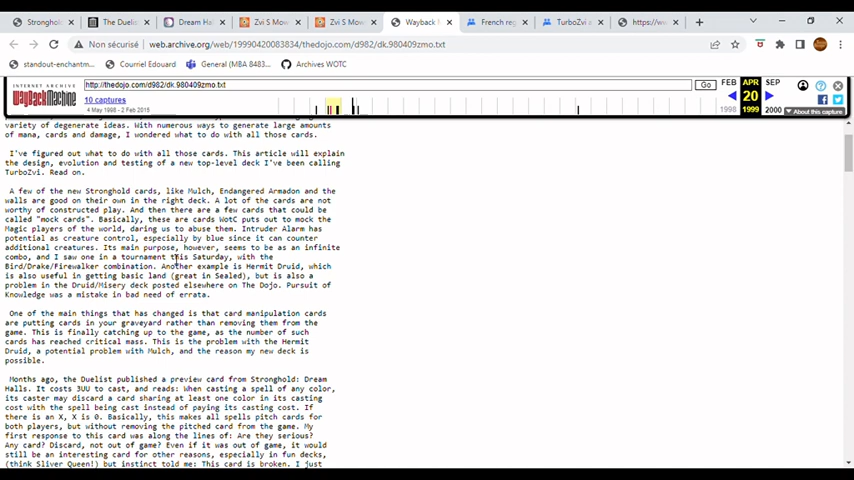 Stronghol
The Duelist
Dream Hal
Zvi S Mow
Zvi S Mow
Wayback M
French reg
TurboZvi a
https://ww
Non sécurisé
web.archive.org/web/19990420083834/thedojo.com/d982/dk.980409zmo.txt
standout-enchantm...
Courriel Edouard
General (MBA 8483...
Archives WOTC
INTERNET ARCHIVE
WayBackMachine
http://thedojo.com/d982/dk.980409zmo.txt
Go
FEB
APR
SEP
10 captures
4 May 1998 - 2 Feb 2015
20
1998
1999
2000
About this capture
variety of degenerate ideas. With numerous ways to generate large amounts
of mana, cards and damage, I wondered what to do with all those cards.
I've figured out what to do with all those cards. This article will explain
the design, evolution and testing of a new top-level deck I've been calling
TurboZvi. Read on.
A few of the new Stronghold cards, like Mulch, Endangered Armadon and the
walls are good on their own in the right deck. A lot of the cards are not
worthy of constructed play. And then there are a few cards that could be
called "mock cards". Basically, these are cards WotC puts out to mock the
Magic players of the world, daring us to abuse them. Intruder Alarm has
potential as creature control, especially by blue since it can counter
additional creatures. Its main purpose, however, seems to be as an infinite
combo, and I saw one in a tournament this Saturday, with the
Bird/Drake/Firewalker combination. Another example is Hermit Druid, which
is also useful in getting basic land (great in Sealed), but is also a
problem in the Druid/Misery deck posted elsewhere on The Dojo. Pursuit of
Knowledge was a mistake in bad need of errata.
One of the main things that has changed is that card manipulation cards
are putting cards in your graveyard rather than removing them from the
game. This is finally catching up to the game, as the number of such
cards has reached critical mass. This is the problem with the Hermit
Druid, a potential problem with Mulch, and the reason my new deck is
possible.
Months ago, the Duelist published a preview card from Stronghold: Dream
Halls. It costs 3UU to cast, and reads: When casting a spell of any color,
its caster may discard a card sharing at least one color in its casting
cost with the spell being cast instead of paying its casting cost. If
there is an X, X is 0. Basically, this makes all spells pitch cards for
both players, but without removing the pitched card from the game. My
first response to this card was along the lines of: Are they serious?
Any card? Discard, not out of game? Even if it was out of game, it would
still be an interesting card for other reasons, especially in fun decks,
(think Sliver Queen!) but instinct told me: This card is broken. I just